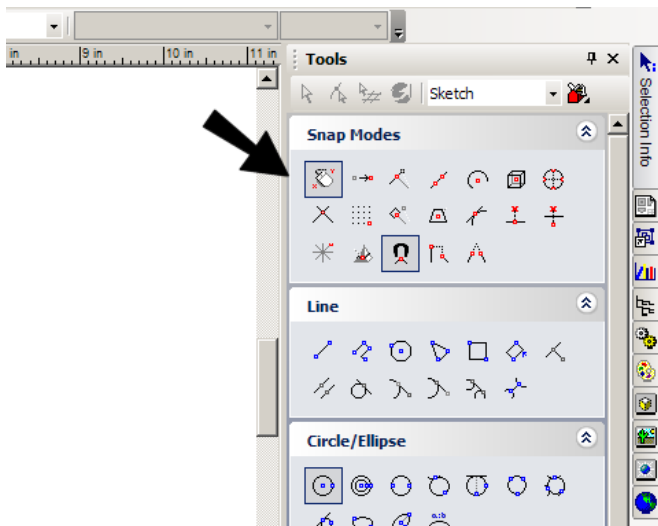 in 9 in 10 in 11 in
Tools
Sketch
Snap Modes
Line
Circle/Ellipse
a:b
Selection Info